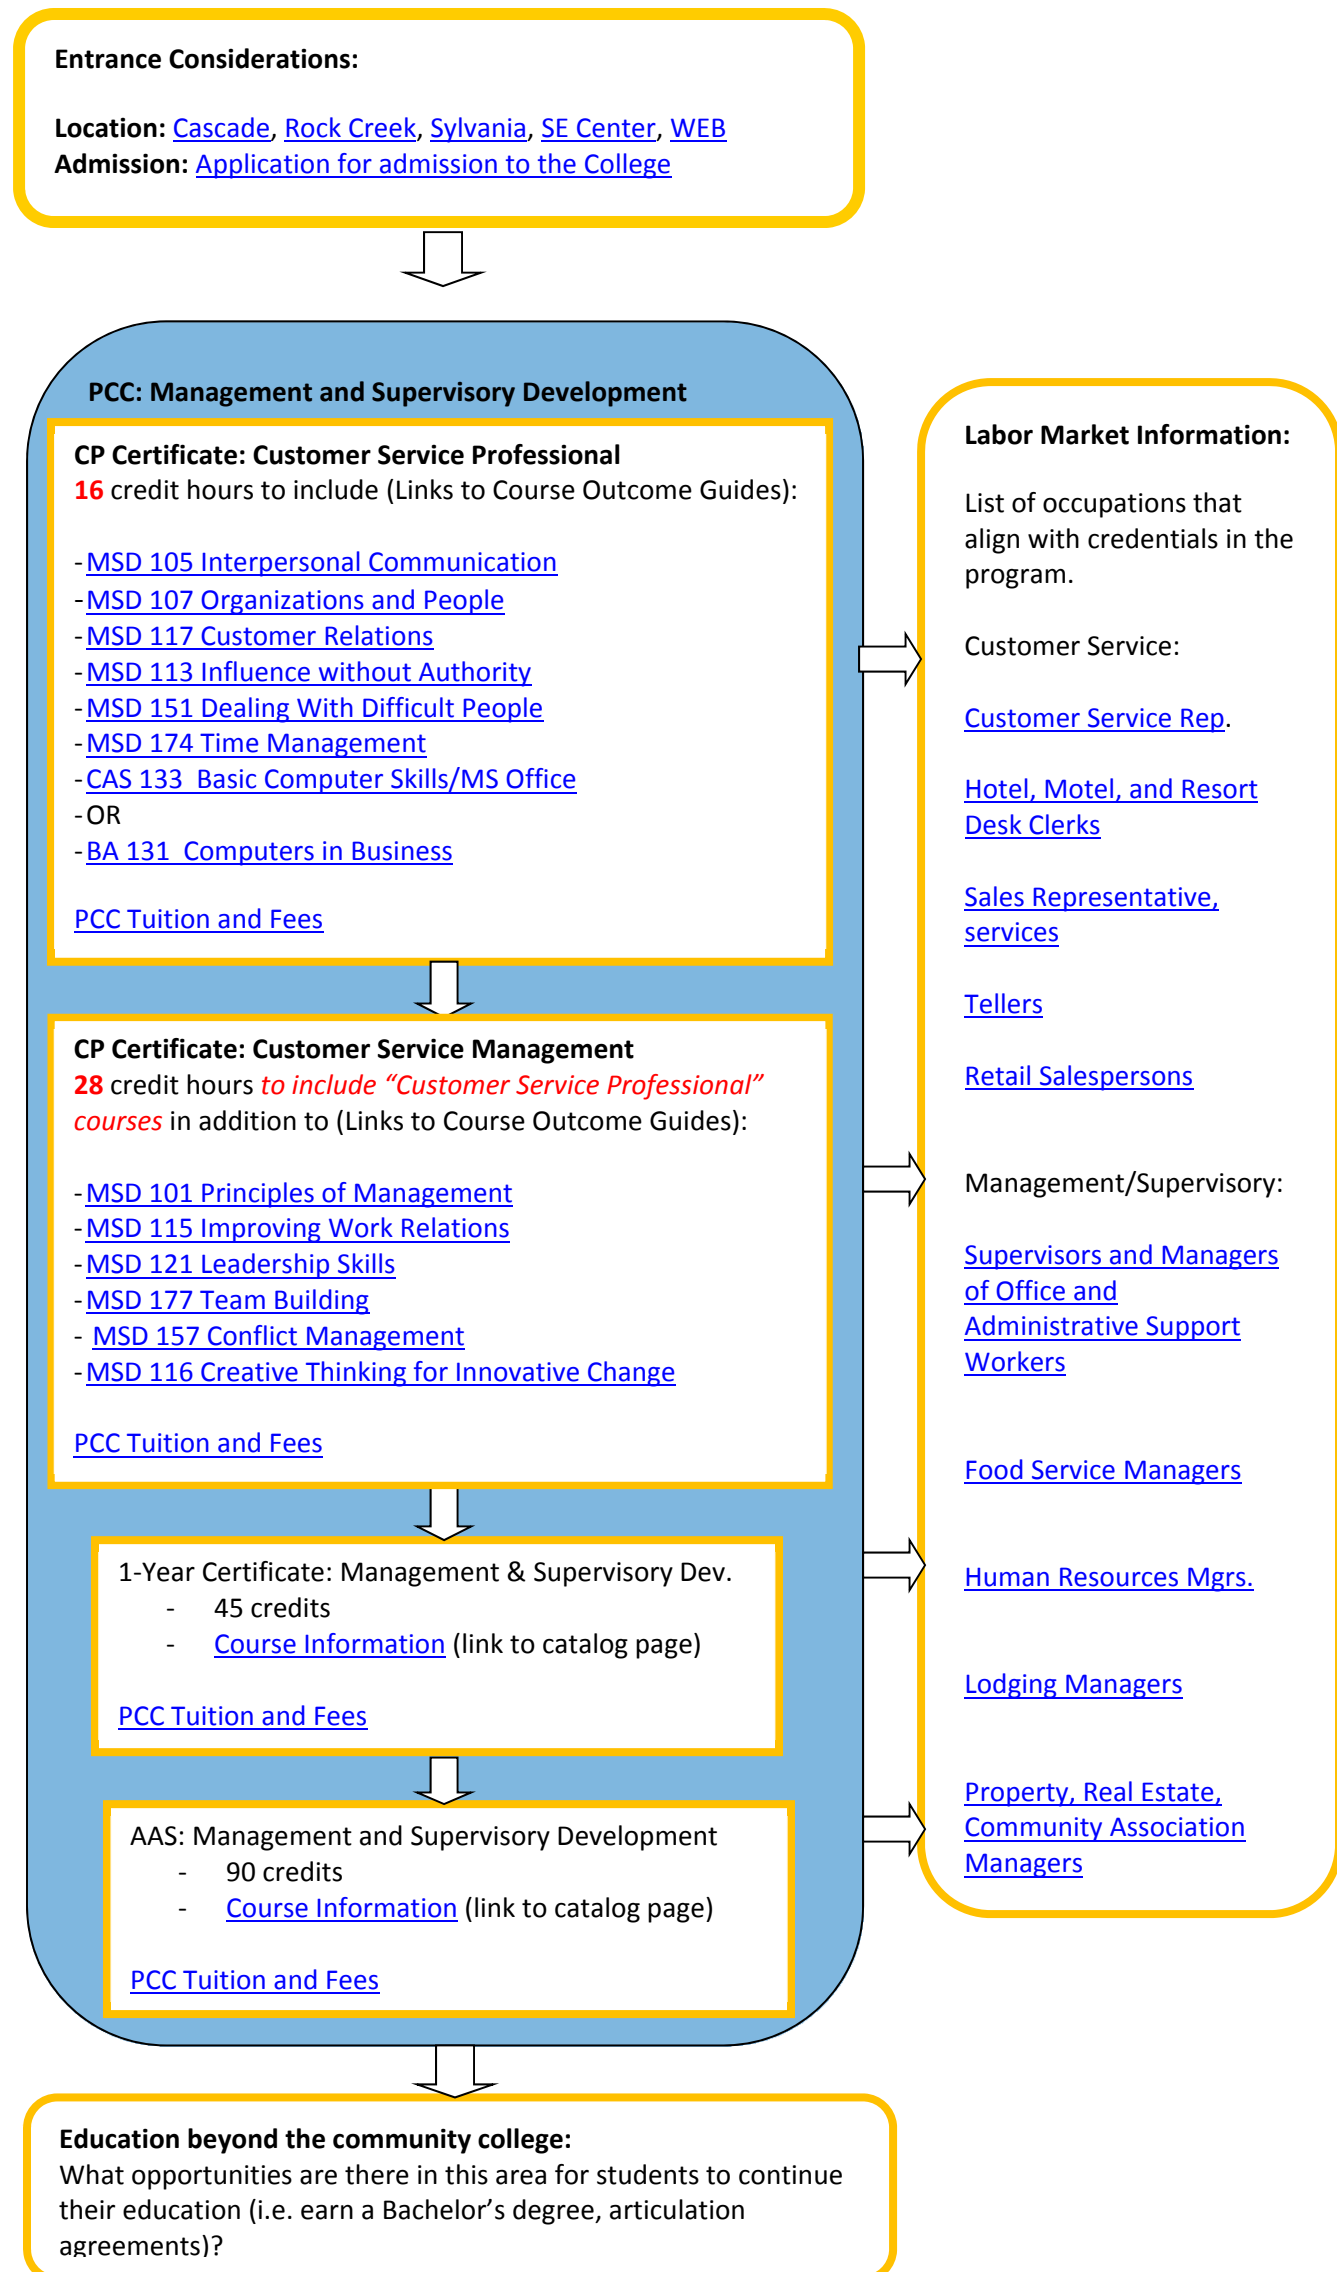 Entrance Considerations:
Location: Cascade, Rock Creek, Sylvania, SE Center, WEB
Admission: Application for admission to the College
PCC: Management and Supervisory Development
CP Certificate: Customer Service Professional
16 credit hours to include (Links to Course Outcome Guides):
-MSD 105 Interpersonal Communication
-MSD 107 Organizations and People
-MSD 117 Customer Relations
-MSD 113 Influence without Authority
-MSD 151 Dealing With Difficult People
-MSD 174 Time Management
-CAS 133  Basic Computer Skills/MS Office
-OR
-BA 131  Computers in Business
PCC Tuition and Fees
CP Certificate: Customer Service Management
28 credit hours to include “Customer Service Professional”
courses in addition to (Links to Course Outcome Guides):
-MSD 101 Principles of Management
-MSD 115 Improving Work Relations
-MSD 121 Leadership Skills
-MSD 177 Team Building
- MSD 157 Conflict Management
-MSD 116 Creative Thinking for Innovative Change
PCC Tuition and Fees
1-Year Certificate: Management & Supervisory Dev.
- 45 credits
- Course Information (link to catalog page)
PCC Tuition and Fees
AAS: Management and Supervisory Development
- 90 credits
- Course Information (link to catalog page)
PCC Tuition and Fees
Labor Market Information:
List of occupations that
align with credentials in the
program.
Customer Service:
Customer Service Rep.
Hotel, Motel, and Resort
Desk Clerks
Sales Representative,
services
Tellers
Retail Salespersons
Management/Supervisory:
Supervisors and Managers
of Office and
Administrative Support
Workers
Food Service Managers
Human Resources Mgrs.
Lodging Managers
Property, Real Estate,
Community Association
Managers
Education beyond the community college:
What opportunities are there in this area for students to continue
their education (i.e. earn a Bachelor’s degree, articulation
agreements)?